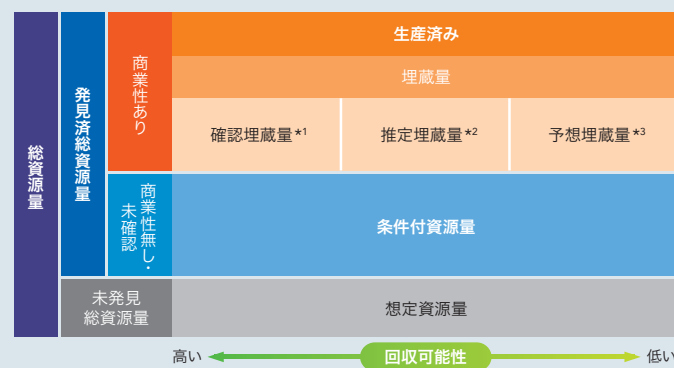 総資源量
発見済総資源量
商業性あり
生産済み
埋蔵量
確認埋蔵量*1
推定埋蔵量*2
予想埋蔵量*3
商業性無し・
未確認
条件付資源量
未発見
総資源量
想定資源量
高い
回収可能性
低い